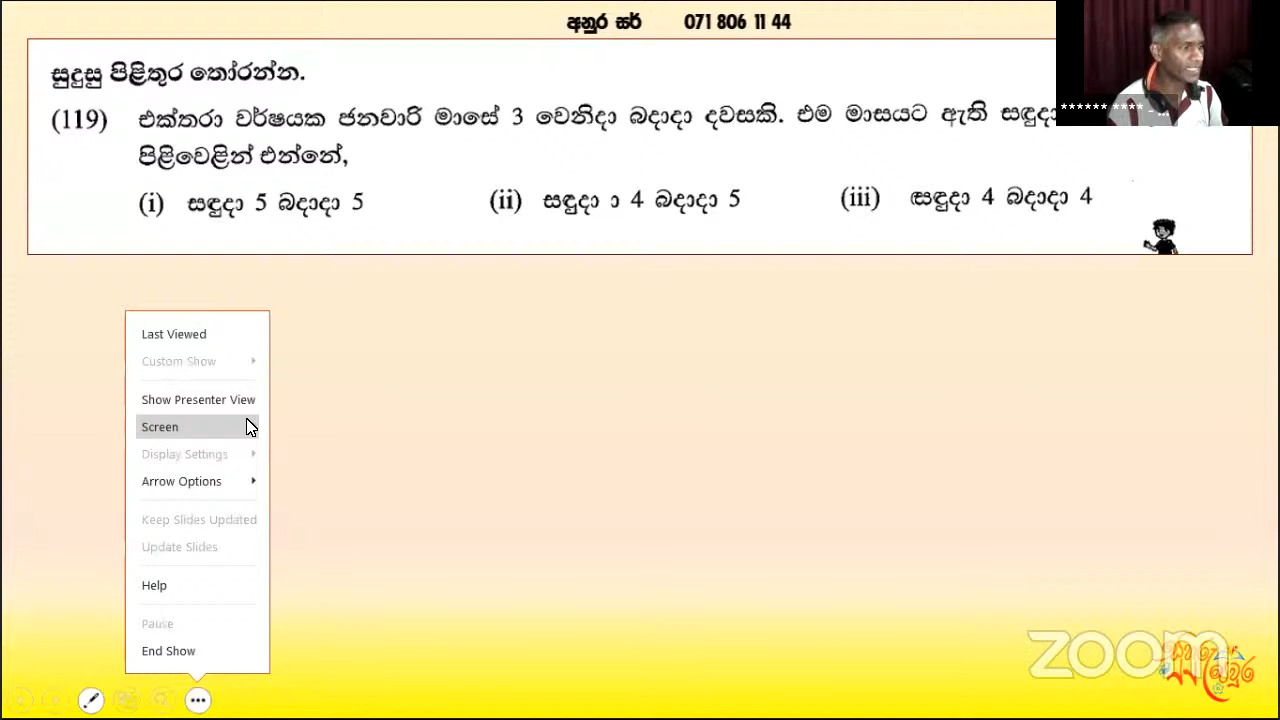 අනුර සර් 071 806 11 44
සුදුසු පිළිතුර තෝරන්න.
(119) එක්තරා වර්ෂයක ජනවාරි මාසේ 3 වෙනිදා බදාදා දවසකි. එම මාසයට ඇති සඳුදා
පිළිවෙළින් එන්නේ,
(i) සඳුදා 5 බදාදා 5 (ii) සඳුදා ා 4 බදාදා 5 (iii) සඳුදා 4 බදාදා 4
****** **** - ...
Last Viewed
Custom Show
Show Presenter View
Screen
Display Settings
Arrow Options
Keep Slides Updated
Update Slides
Help
Pause
End Show
zoom